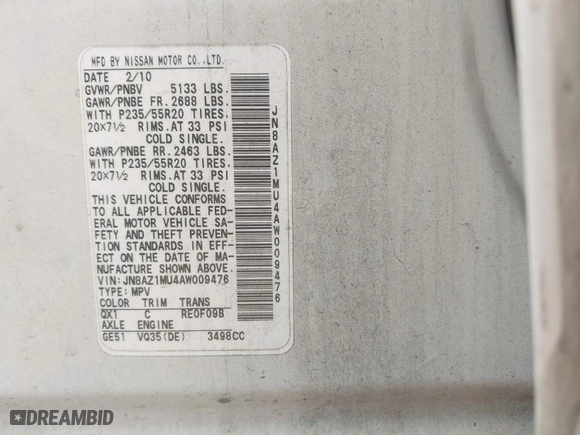 MFD BY NISSAN MOTOR CO.,LTD.
DATE 2/10
GVWR/PNBV 5133 LBS.
GAWR/PNBE FR. 2688 LBS.
WITH P235/55R20 TIRES,
20×7½ RIMS.AT 33 PSI
COLD SINGLE.
GAWR/PNBE RR. 2463 LBS.
WITH P235/55R20 TIRES,
20×7½ RIMS.AT 33 PSI
COLD SINGLE.
THIS VEHICLE CONFORMS
TO ALL APPLICABLE FED-
ERAL MOTOR VEHICLE SA-
FETY AND THEFT PREVEN-
TION STANDARDS IN EFF-
ECT ON THE DATE OF MA-
NUFACTURE SHOWN ABOVE.
VIN:JN8AZ1MU4AW009476
TYPE:MPV
COLOR TRIM TRANS
QX1 C RE0F09B
AXLE ENGINE
GE51 VQ35(DE) 3498CC
JN8AZ1MU4AW009476
DREAMBID